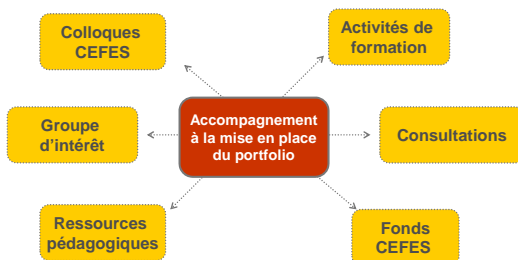 Colloques
CEFES
Activités de
formation
Groupe
d'intérêt
Accompagnement
à la mise en place
du portfolio
Consultations
Ressources
pédagogiques
Fonds
CEFES